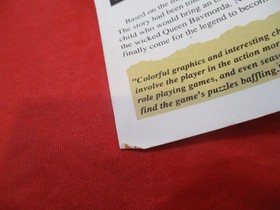 Based on the
The story had been told
child who would bring an e
the wicked Queen Bavmorda.
finally come for the legend to become
"Colorful graphics and interesting ch
involve the player in the action mo
role playing games, and even seas
find the game's puzzles baffling.